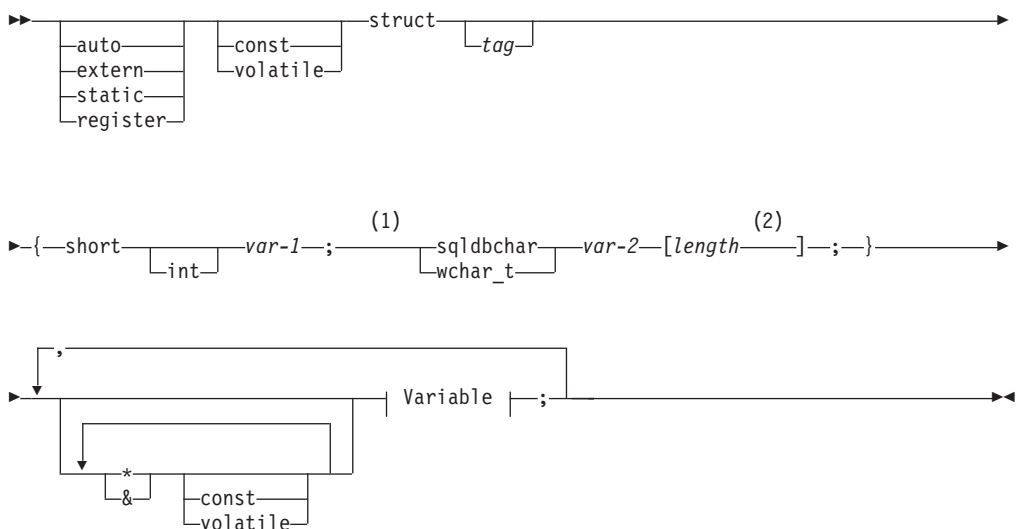 struct
auto const tag
extern volatile
static
register
(1) (2)
{ short var-1 ; sqldbchar var-2 [length ] ; }
int wchar_t
,
Variable ;
*
& const
volatile